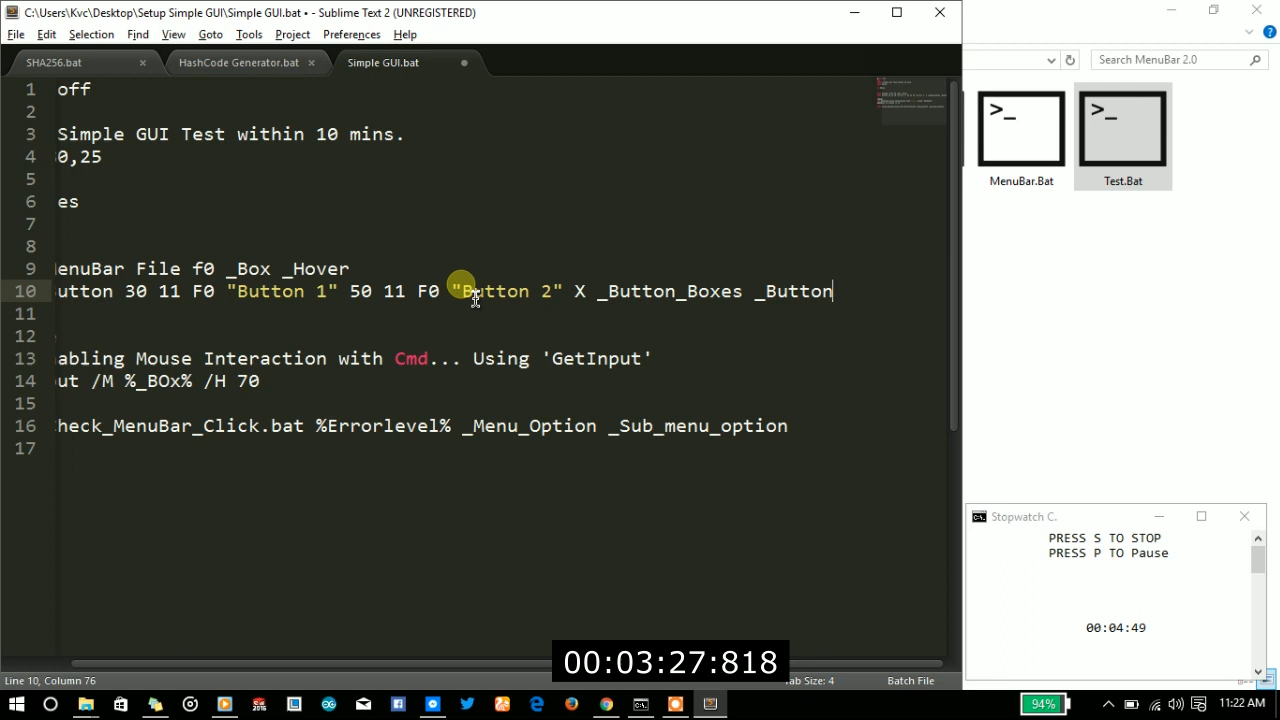 C:\Users\Kvc\Desktop\Setup Simple GUI\Simple GUI.bat • - Sublime Text 2 (UNREGISTERED)
File Edit Selection Find View Goto Tools Project Preferences Help
SHA256.bat HashCode Generator.bat Simple GUI.bat
1 off
2
3 Simple GUI Test within 10 mins.
4 0,25
5
6 es
7
8
9 enuBar File f0 _Box _Hover
10 utton 30 11 F0 "Button 1" 50 11 F0 "Button 2" X _Button_Boxes _Button
11
12
13 abling Mouse Interaction with Cmd... Using 'GetInput'
14 ut /M %_BOx% /H 70
15
16 heck_MenuBar_Click.bat %Errorlevel% _Menu_Option _Sub_menu_option
17
Line 10, Column 76
Tab Size: 4
Batch File
Search MenuBar 2.0
MenuBar.Bat
Test.Bat
Stopwatch C.
PRESS S TO STOP
PRESS P TO Pause
00:04:49
00:03:27:818
94%
11:22 AM